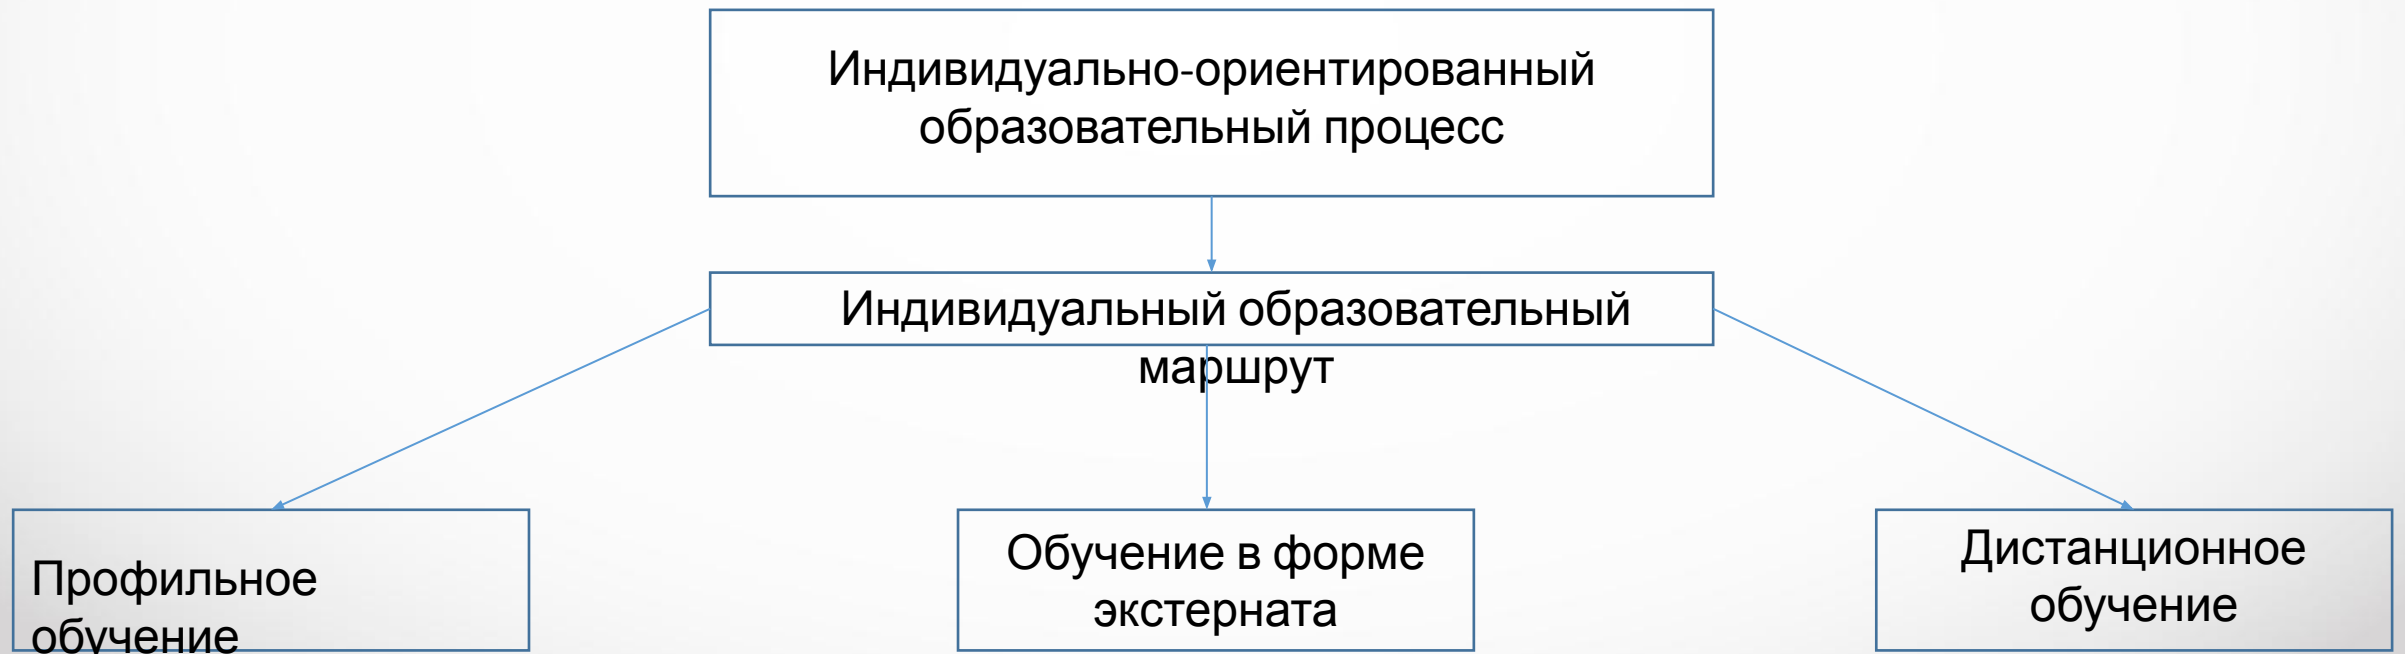 Индивидуально-ориентированный
образовательный процесс
Индивидуальный образовательный
маршрут
Профильное
обучение
Обучение в форме
экстерната
Дистанционное
обучение